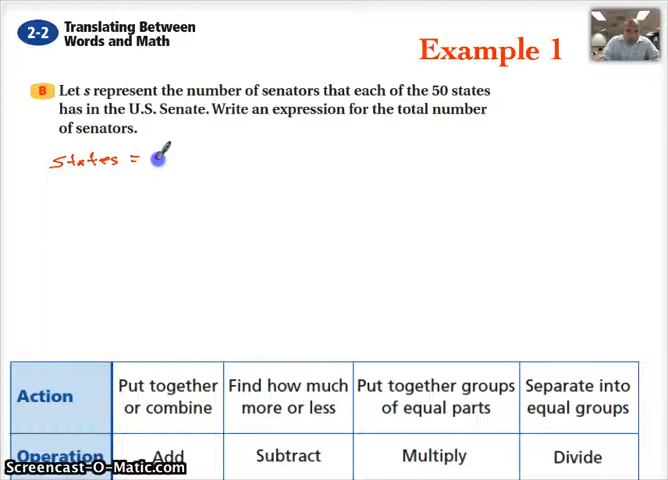 2-2 Translating Between
Words and Math
Example 1
B Let s represent the number of senators that each of the 50 states
has in the U.S. Senate. Write an expression for the total number
of senators.
States =
Action
Put together
or combine
Find how much
more or less
Put together groups
of equal parts
Separate into
equal groups
Operation
Add
Subtract
Multiply
Divide
Screencast-O-Matic.com